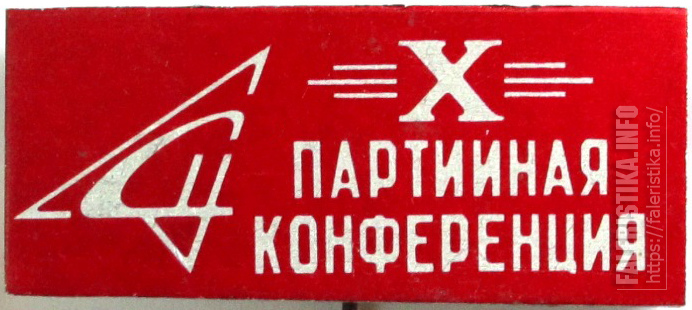 X
ПАРТИЙНАЯ
КОНФЕРЕНЦИЯ
FALERISTIKA.INFO
https://faleristika.info/